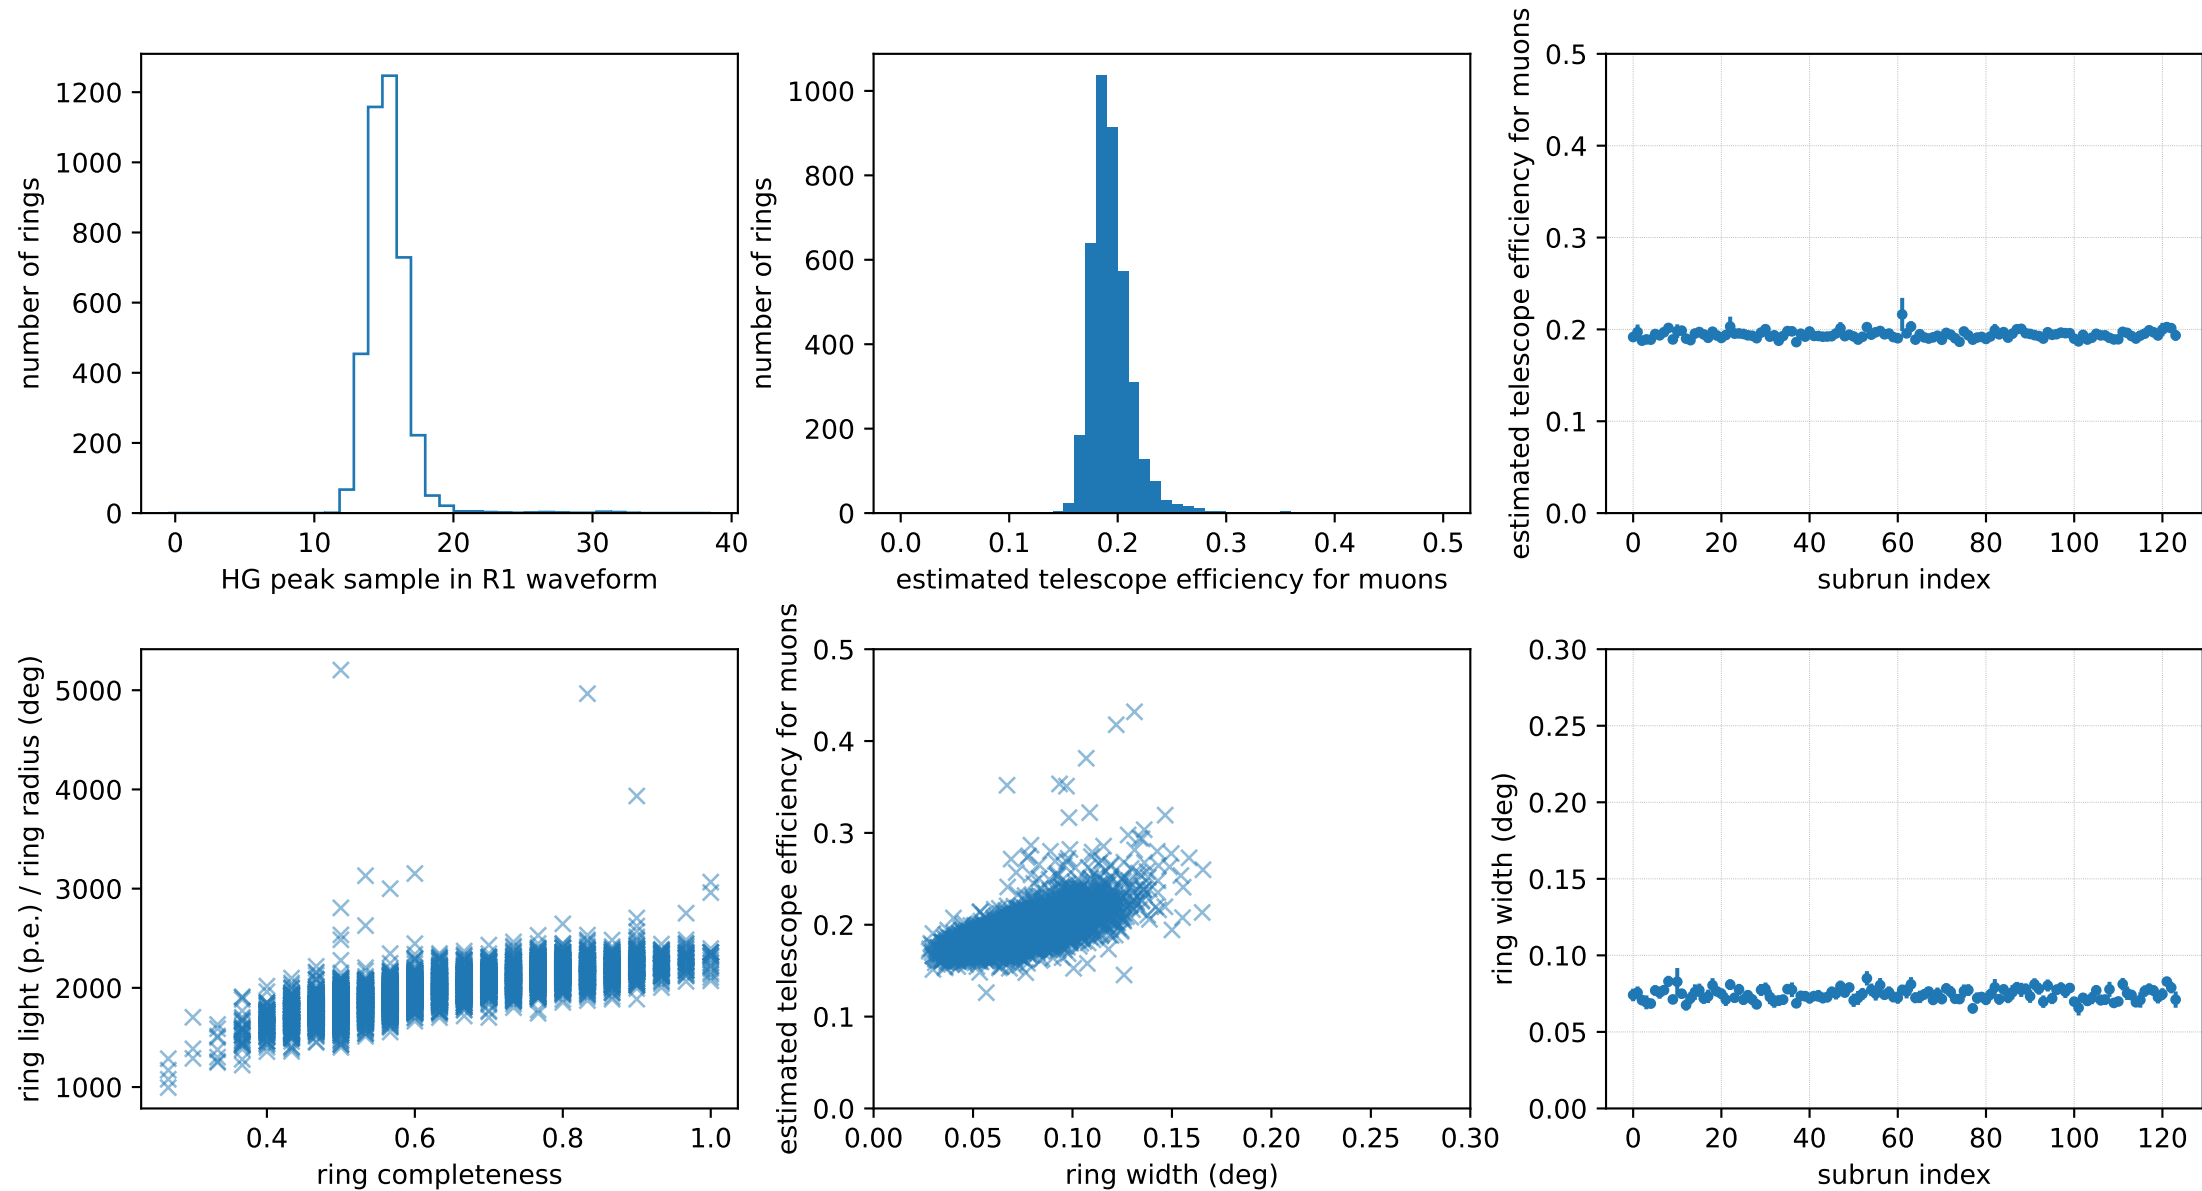 1200
1000
800
600
400
200
0
number of rings
0 10 20 30 40
HG peak sample in R1 waveform
1000
800
600
400
200
0
number of rings
0.0 0.1 0.2 0.3 0.4 0.5
estimated telescope efficiency for muons
0.5
0.4
0.3
0.2
0.1
0.0
estimated telescope efficiency for muons
0 20 40 60 80 100 120
subrun index
5000
4000
3000
2000
1000
ring light (p.e.) / ring radius (deg)
0.4 0.6 0.8 1.0
ring completeness
0.5
0.4
0.3
0.2
0.1
0.0
estimated telescope efficiency for muons
0.00 0.05 0.10 0.15 0.20 0.25 0.30
ring width (deg)
0.30
0.25
0.20
0.15
0.10
0.05
0.00
ring width (deg)
0 20 40 60 80 100 120
subrun index